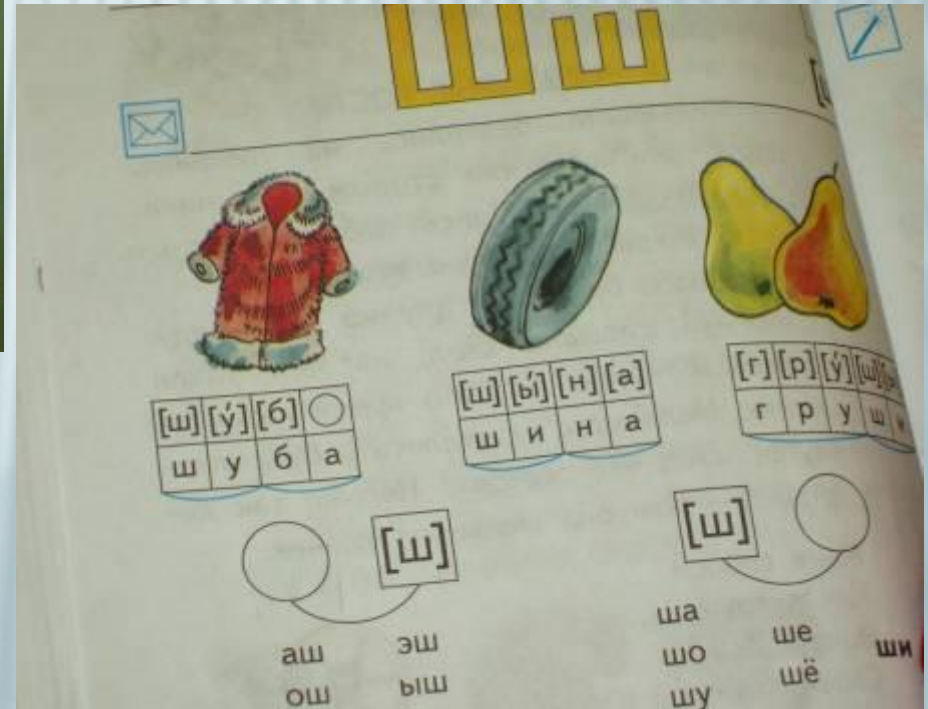 Шш
[ш] [у́] [б]
ш у б а
[ш] [ы́] [н] [а]
ш и н а
[г] [р] [у́] [ш]
г р у ш и
[ш]
[ш]
аш эш
ош ыш
ша
шо
шу
ше
шё
ши